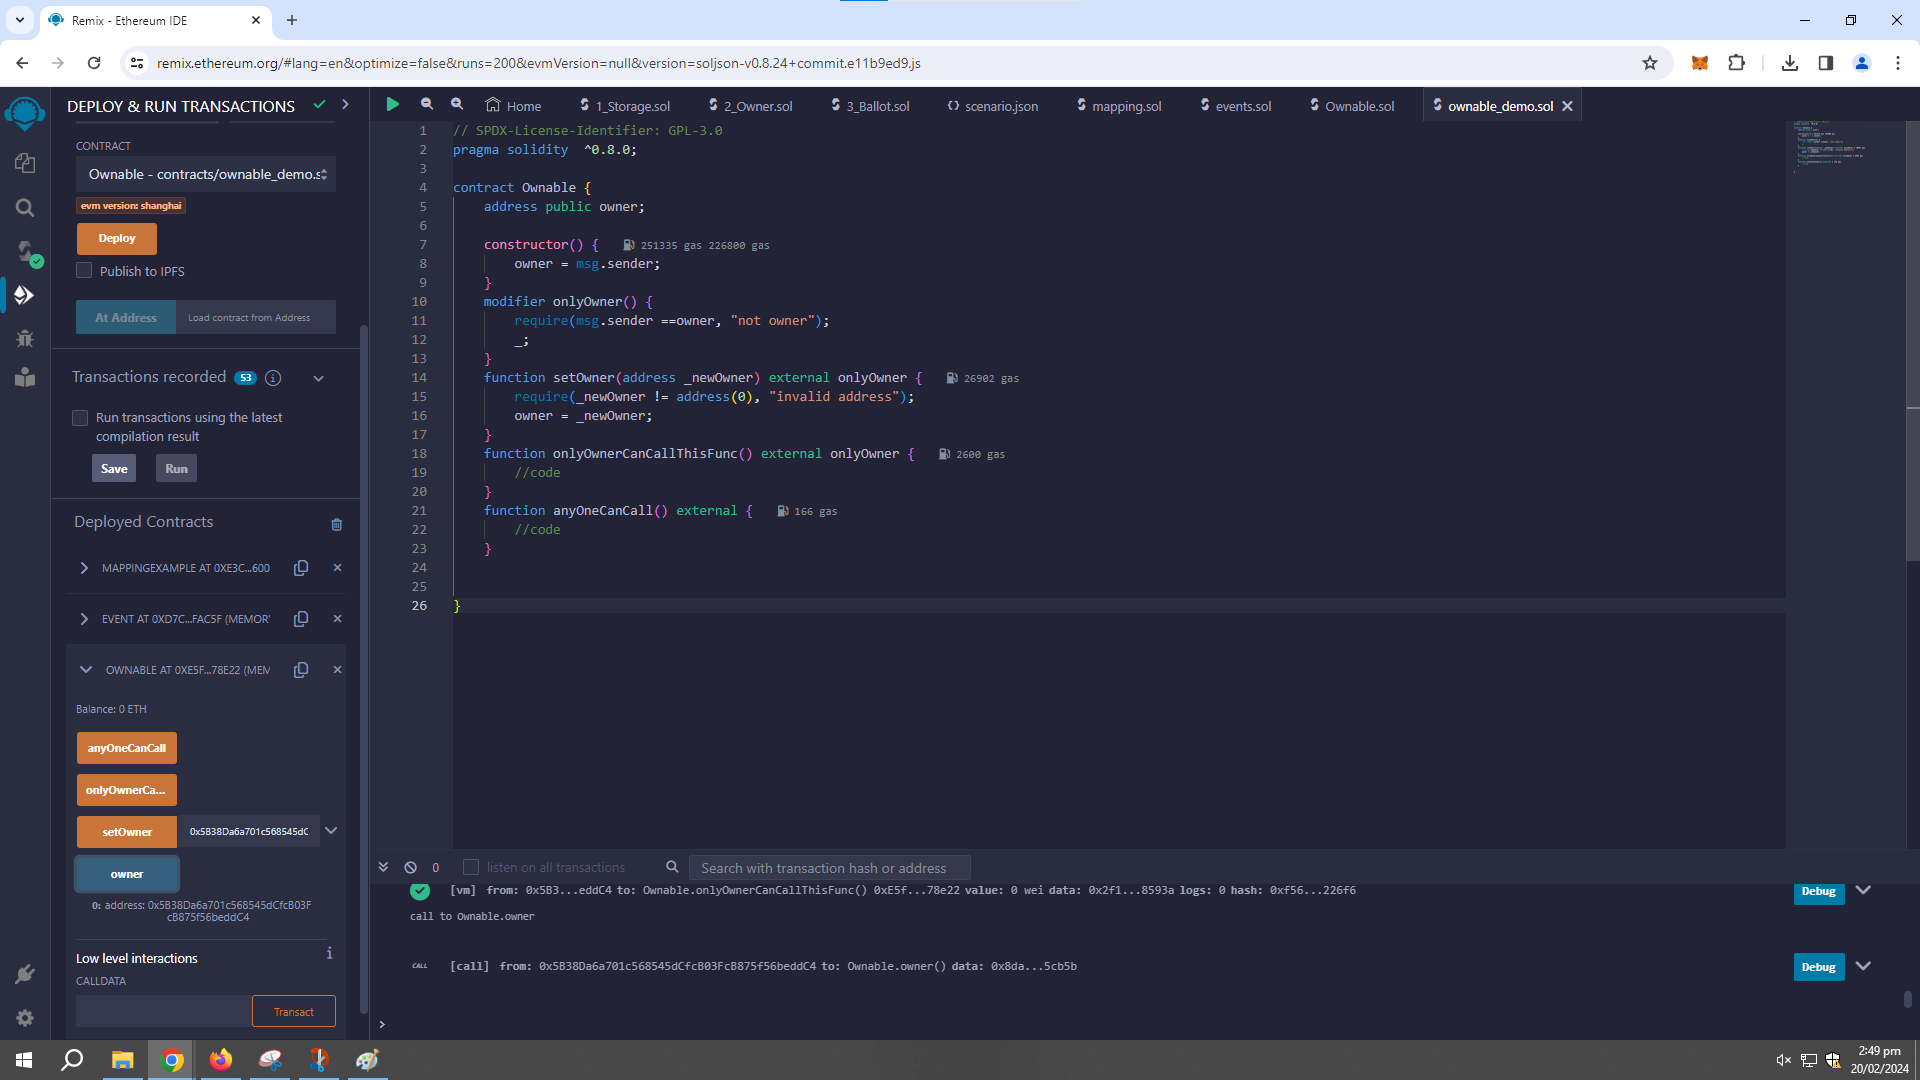 Remix - Ethereum IDE
remix.ethereum.org/#lang=en&optimize=false&runs=200&evmVersion=null&version=soljson-v0.8.24+commit.e11b9ed9.js
DEPLOY & RUN TRANSACTIONS
CONTRACT
Ownable - contracts/ownable_demo.s
evm version: shanghai
Deploy
Publish to IPFS
At Address
Load contract from Address
Transactions recorded 53
Run transactions using the latest
compilation result
Save
Run
Deployed Contracts
MAPPINGEXAMPLE AT 0XE3C...600
EVENT AT 0XD7C...FAC5F (MEMOR
OWNABLE AT 0XE5F...78E22 (MEM
Balance: 0 ETH
anyOneCanCall
onlyOwnerCa...
setOwner
0x5B38Da6a701c568545dC
owner
0: address: 0x5B38Da6a701c568545dCfcB03F
cB875f56beddC4
Low level interactions
CALLDATA
Transact
Home
1_Storage.sol
2_Owner.sol
3_Ballot.sol
scenario.json
mapping.sol
events.sol
Ownable.sol
ownable_demo.sol
1 // SPDX-License-Identifier: GPL-3.0
2 pragma solidity ^0.8.0;
3
4 contract Ownable {
5 address public owner;
6
7 constructor() { 251335 gas 226800 gas
8 owner = msg.sender;
9 }
10 modifier onlyOwner() {
11 require(msg.sender ==owner, "not owner");
12 _;
13 }
14 function setOwner(address _newOwner) external onlyOwner { 26902 gas
15 require(_newOwner != address(0), "invalid address");
16 owner = _newOwner;
17 }
18 function onlyOwnerCanCallThisFunc() external onlyOwner { 2600 gas
19 //code
20 }
21 function anyOneCanCall() external { 166 gas
22 //code
23 }
24
25
26 }
0
listen on all transactions
Search with transaction hash or address
[vm] from: 0x5B3...eddC4 to: Ownable.onlyOwnerCanCallThisFunc() 0xE5f...78e22 value: 0 wei data: 0x2f1...8593a logs: 0 hash: 0xf56...226f6
Debug
call to Ownable.owner
CALL [call] from: 0x5B38Da6a701c568545dCfcB03FcB875f56beddC4 to: Ownable.owner() data: 0x8da...5cb5b
Debug
>
2:49 pm
20/02/2024